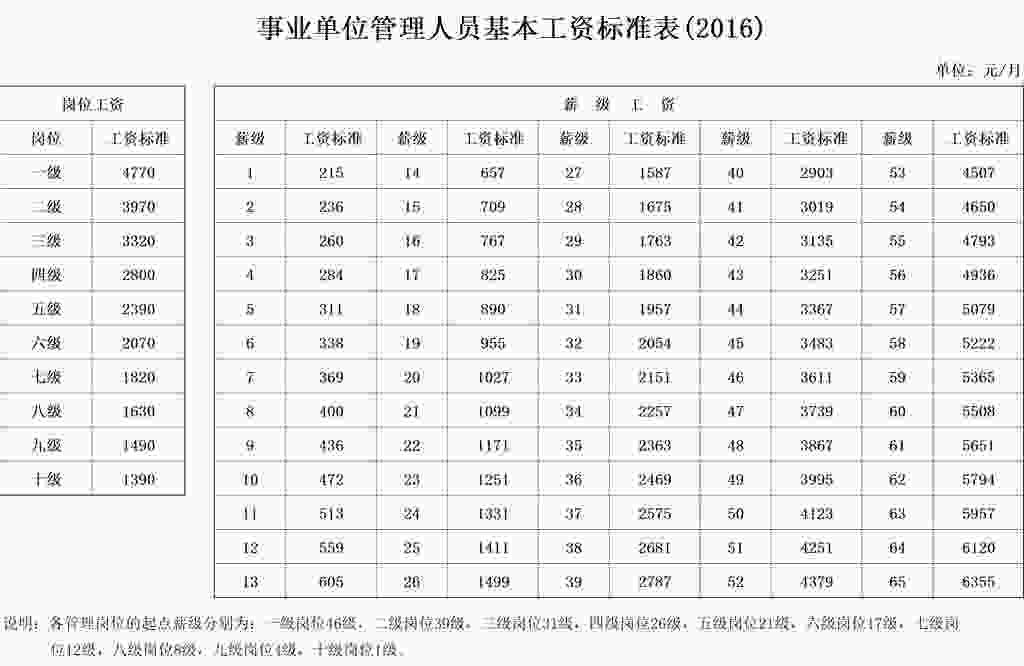 事业单位管理人员基本工资标准表(2016)
单位：元/月
岗位工资 薪 级 工 资
岗位 工资标准 薪级 工资标准 薪级 工资标准 薪级 工资标准 薪级 工资标准 薪级 工资标准
一级 4770 1 215 14 657 27 1587 40 2903 53 4507
二级 3970 2 236 15 709 28 1675 41 3019 54 4650
三级 3320 3 260 16 767 29 1763 42 3135 55 4793
四级 2800 4 284 17 825 30 1860 43 3251 56 4936
五级 2390 5 311 18 890 31 1957 44 3367 57 5079
六级 2070 6 338 19 955 32 2054 45 3483 58 5222
七级 1820 7 369 20 1027 33 2151 46 3611 59 5365
八级 1630 8 400 21 1099 34 2257 47 3739 60 5508
九级 1490 9 436 22 1171 35 2363 48 3867 61 5651
十级 1390 10 472 23 1251 36 2469 49 3995 62 5794
11 513 24 1331 37 2575 50 4123 63 5957
12 559 25 1411 38 2681 51 4251 64 6120
13 605 26 1499 39 2787 52 4379 65 6355
说明：各管理岗位的起点薪级分别为：一级岗位46级，二级岗位39级，三级岗位31级，四级岗位26级，五级岗位21级，六级岗位17级，七级岗
位12级，八级岗位8级，九级岗位4级，十级岗位1级。